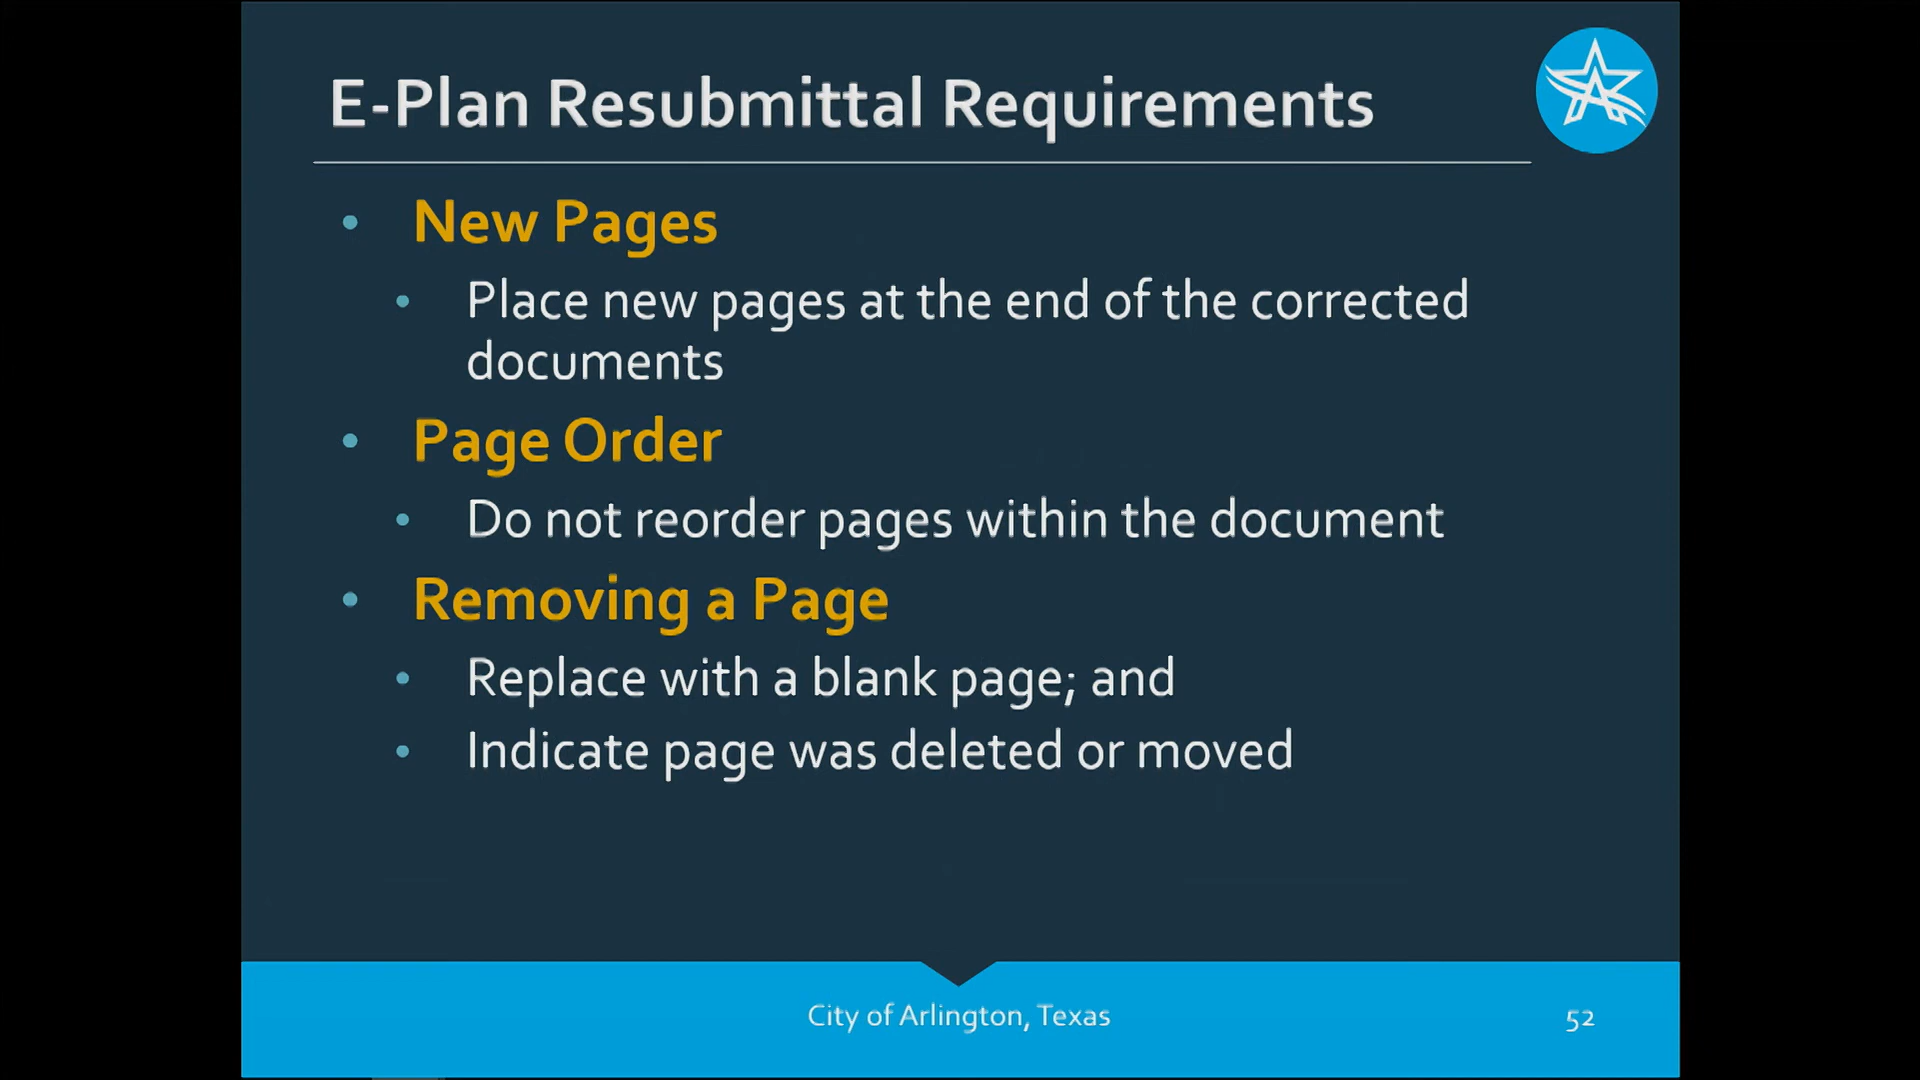 E-Plan Resubmittal Requirements
• New Pages
• Place new pages at the end of the corrected
documents
• Page Order
• Do not reorder pages within the document
• Removing a Page
• Replace with a blank page; and
• Indicate page was deleted or moved
City of Arlington, Texas
52